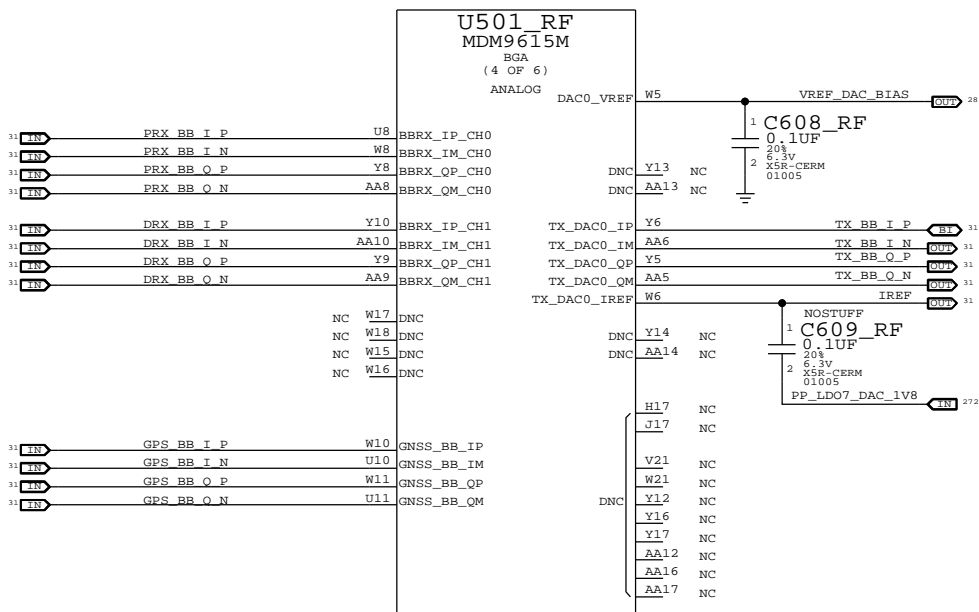 U501_RF
MDM9615M
BGA
(4 OF 6)
ANALOG
DAC0_VREF W5 VREF_DAC_BIAS OUT 28
1 C608_RF
0.1UF
20%
6.3V
2 X5R-CERM
01005
31 IN PRX_BB_I_P U8 BBRX_IP_CH0
31 IN PRX_BB_I_N W8 BBRX_IM_CH0
31 IN PRX_BB_Q_P Y8 BBRX_QP_CH0
31 IN PRX_BB_Q_N AA8 BBRX_QM_CH0
DNC Y13 NC
DNC AA13 NC
31 IN DRX_BB_I_P Y10 BBRX_IP_CH1
31 IN DRX_BB_I_N AA10 BBRX_IM_CH1
31 IN DRX_BB_Q_P Y9 BBRX_QP_CH1
31 IN DRX_BB_Q_N AA9 BBRX_QM_CH1
TX_DAC0_IP Y6 TX_BB_I_P BI 31
TX_DAC0_IM AA6 TX_BB_I_N OUT 31
TX_DAC0_QP Y5 TX_BB_Q_P OUT 31
TX_DAC0_QM AA5 TX_BB_Q_N OUT 31
TX_DAC0_IREF W6 IREF OUT 31
NOSTUFF
1 C609_RF
0.1UF
20%
6.3V
2 X5R-CERM
01005
PP_LDO7_DAC_1V8 IN 272
NC W17 DNC
NC W18 DNC
NC W15 DNC
NC W16 DNC
DNC Y14 NC
DNC AA14 NC
31 IN GPS_BB_I_P W10 GNSS_BB_IP
31 IN GPS_BB_I_N U10 GNSS_BB_IM
31 IN GPS_BB_Q_P W11 GNSS_BB_QP
31 IN GPS_BB_Q_N U11 GNSS_BB_QM
DNC
H17 NC
J17 NC
V21 NC
W21 NC
Y12 NC
Y16 NC
Y17 NC
AA12 NC
AA16 NC
AA17 NC